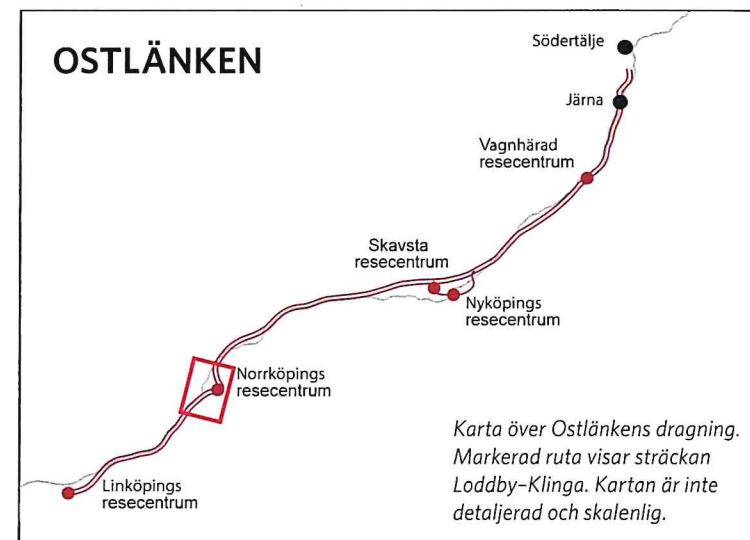 OSTLÄNKEN
Södertälje
Järna
Vagnhärad
resecentrum
Skavsta
resecentrum
Nyköpings
resecentrum
Norrköpings
resecentrum
Linköpings
resecentrum
Karta över Ostlänkens dragning.
Markerad ruta visar sträckan
Loddby–Klinga. Kartan är inte
detaljerad och skalenlig.